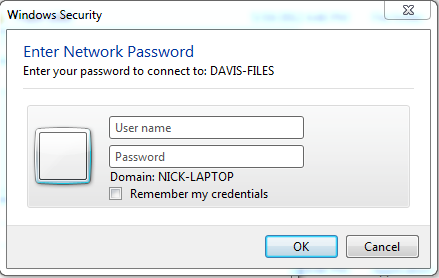 Windows Security
Enter Network Password
Enter your password to connect to: DAVIS-FILES
User name
Password
Domain: NICK-LAPTOP
Remember my credentials
OK
Cancel